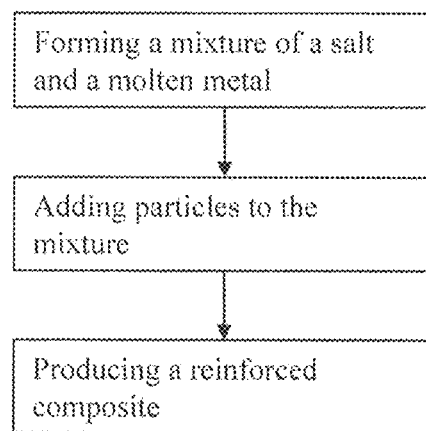 Forming a mixture of a salt
and a molten metal
Adding particles to the
mixture
Producing a reinforced
composite